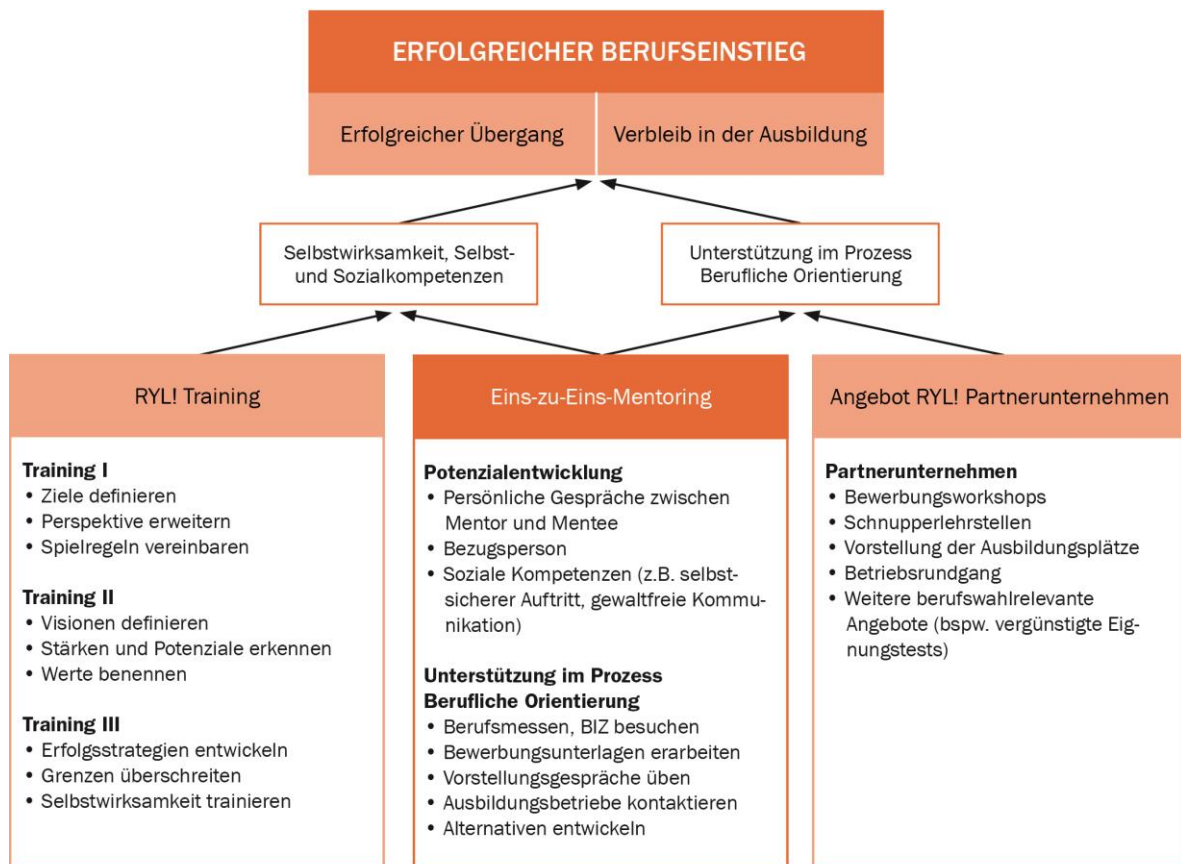 ERFOLGREICHER BERUFSEINSTIEG
Erfolgreicher Übergang
Verbleib in der Ausbildung
Selbstwirksamkeit, Selbst-
und Sozialkompetenzen
Unterstützung im Prozess
Berufliche Orientierung
RYL! Training
Training I
• Ziele definieren
• Perspektive erweitern
• Spielregeln vereinbaren
Training II
• Visionen definieren
• Stärken und Potenziale erkennen
• Werte benennen
Training III
• Erfolgsstrategien entwickeln
• Grenzen überschreiten
• Selbstwirksamkeit trainieren
Eins-zu-Eins-Mentoring
Potenzialentwicklung
• Persönliche Gespräche zwischen
Mentor und Mentee
• Bezugsperson
• Soziale Kompetenzen (z.B. selbst-
sicherer Auftritt, gewaltfreie Kommu-
nikation)
Unterstützung im Prozess
Berufliche Orientierung
• Berufsmessen, BIZ besuchen
• Bewerbungsunterlagen erarbeiten
• Vorstellungsgespräche üben
• Ausbildungsbetriebe kontaktieren
• Alternativen entwickeln
Angebot RYL! Partnerunternehmen
Partnerunternehmen
• Bewerbungsworkshops
• Schnupperlehrstellen
• Vorstellung der Ausbildungsplätze
• Betriebsrundgang
• Weitere berufswahlrelevante
Angebote (bspw. vergünstigte Eig-
nungstests)